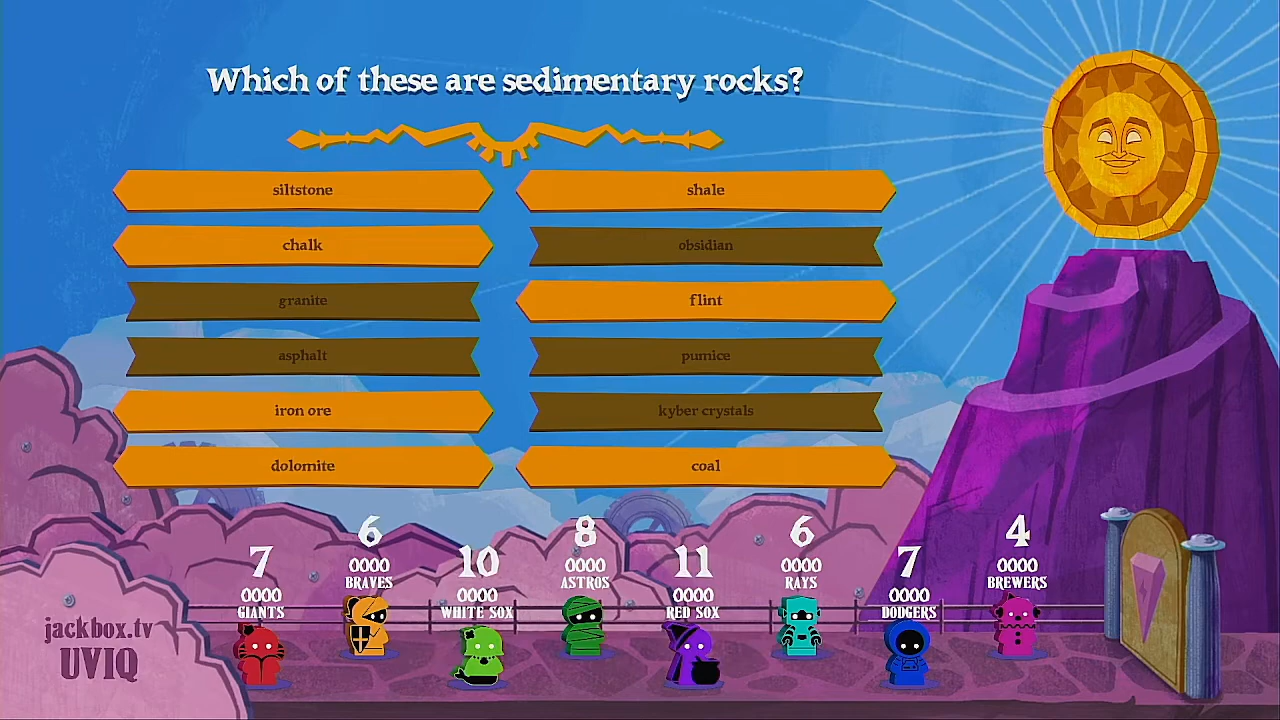 Which of these are sedimentary rocks?
siltstone
shale
chalk
obsidian
granite
flint
asphalt
pumice
iron ore
kyber crystals
dolomite
coal
7
0000
GIANTS
6
0000
BRAVES
10
0000
WHITE SOX
8
0000
ASTROS
11
0000
RED SOX
6
0000
RAYS
7
0000
DODGERS
4
0000
BREWERS
jackbox.tv
UVIQ